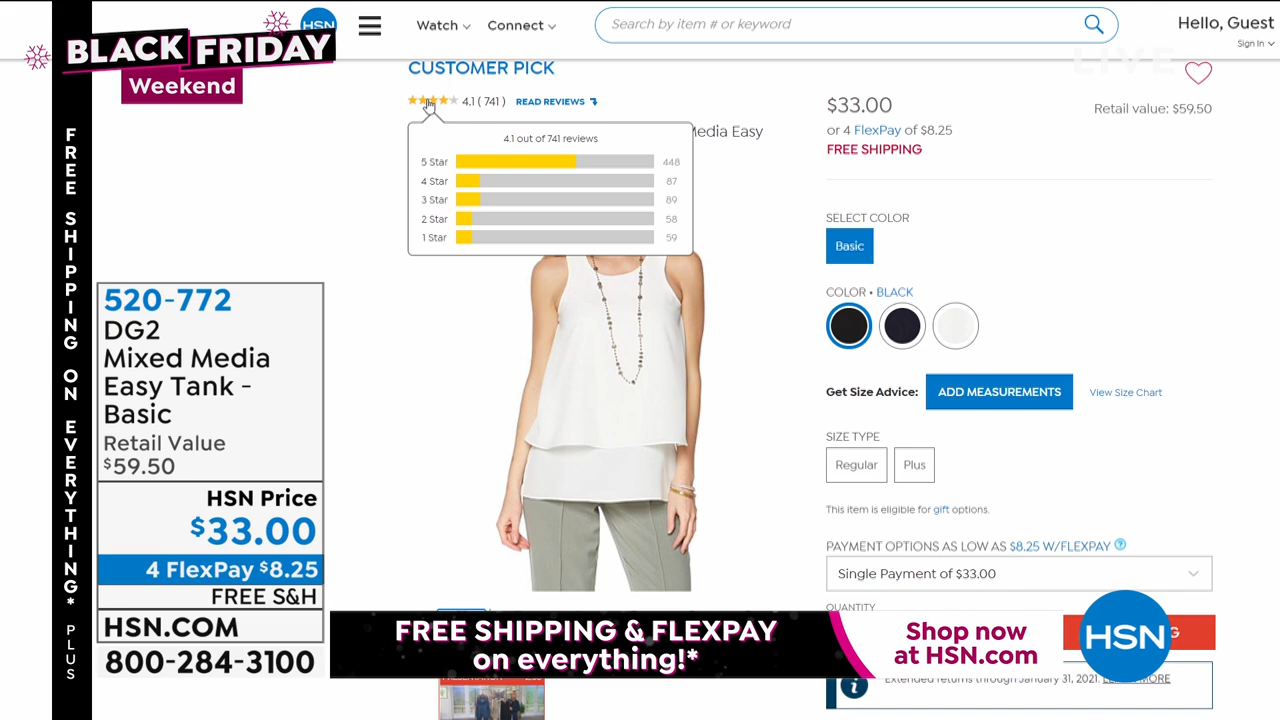 HSN
Watch
Connect
Search by item # or keyword
Hello, Guest
Sign In
BLACK FRIDAY
Weekend
LIVE
CUSTOMER PICK
4.1 ( 741 ) READ REVIEWS
4.1 out of 741 reviews
5 Star 448
4 Star 87
3 Star 89
2 Star 58
1 Star 59
Media Easy
$33.00
Retail value: $59.50
or 4 FlexPay of $8.25
FREE SHIPPING
SELECT COLOR
Basic
COLOR • BLACK
Get Size Advice: ADD MEASUREMENTS View Size Chart
SIZE TYPE
Regular Plus
This item is eligible for gift options.
PAYMENT OPTIONS AS LOW AS $8.25 W/FLEXPAY ?
Single Payment of $33.00
QUANTITY
G
Extended returns through January 31, 2021.
FREE SHIPPING ON EVERYTHING!* PLUS
520-772
DG2
Mixed Media
Easy Tank -
Basic
Retail Value
$59.50
HSN Price
$33.00
4 FlexPay $8.25
FREE S&H
HSN.COM
800-284-3100
FREE SHIPPING & FLEXPAY
on everything!*
Shop now
at HSN.com
HSN